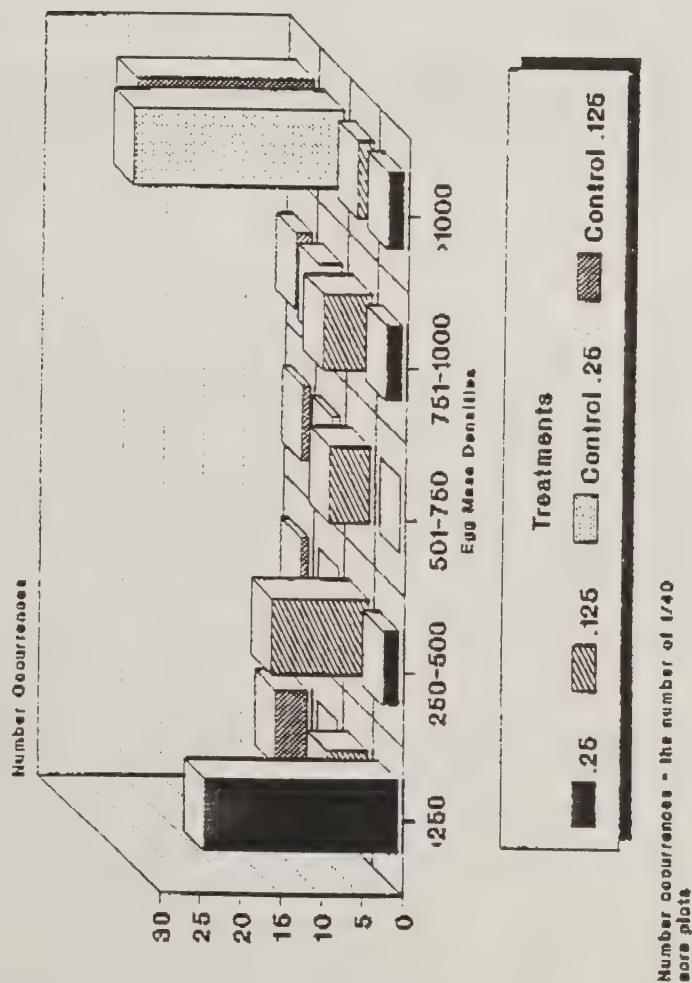 Number Occurrences
30
25
20
15
10
5
0
<250
250-500
501-750
751-1000
>1000
Egg Mass Densities
Treatments
.25 .125 Control .25 Control .125
Number occurrences = the number of 1/40
acre plots